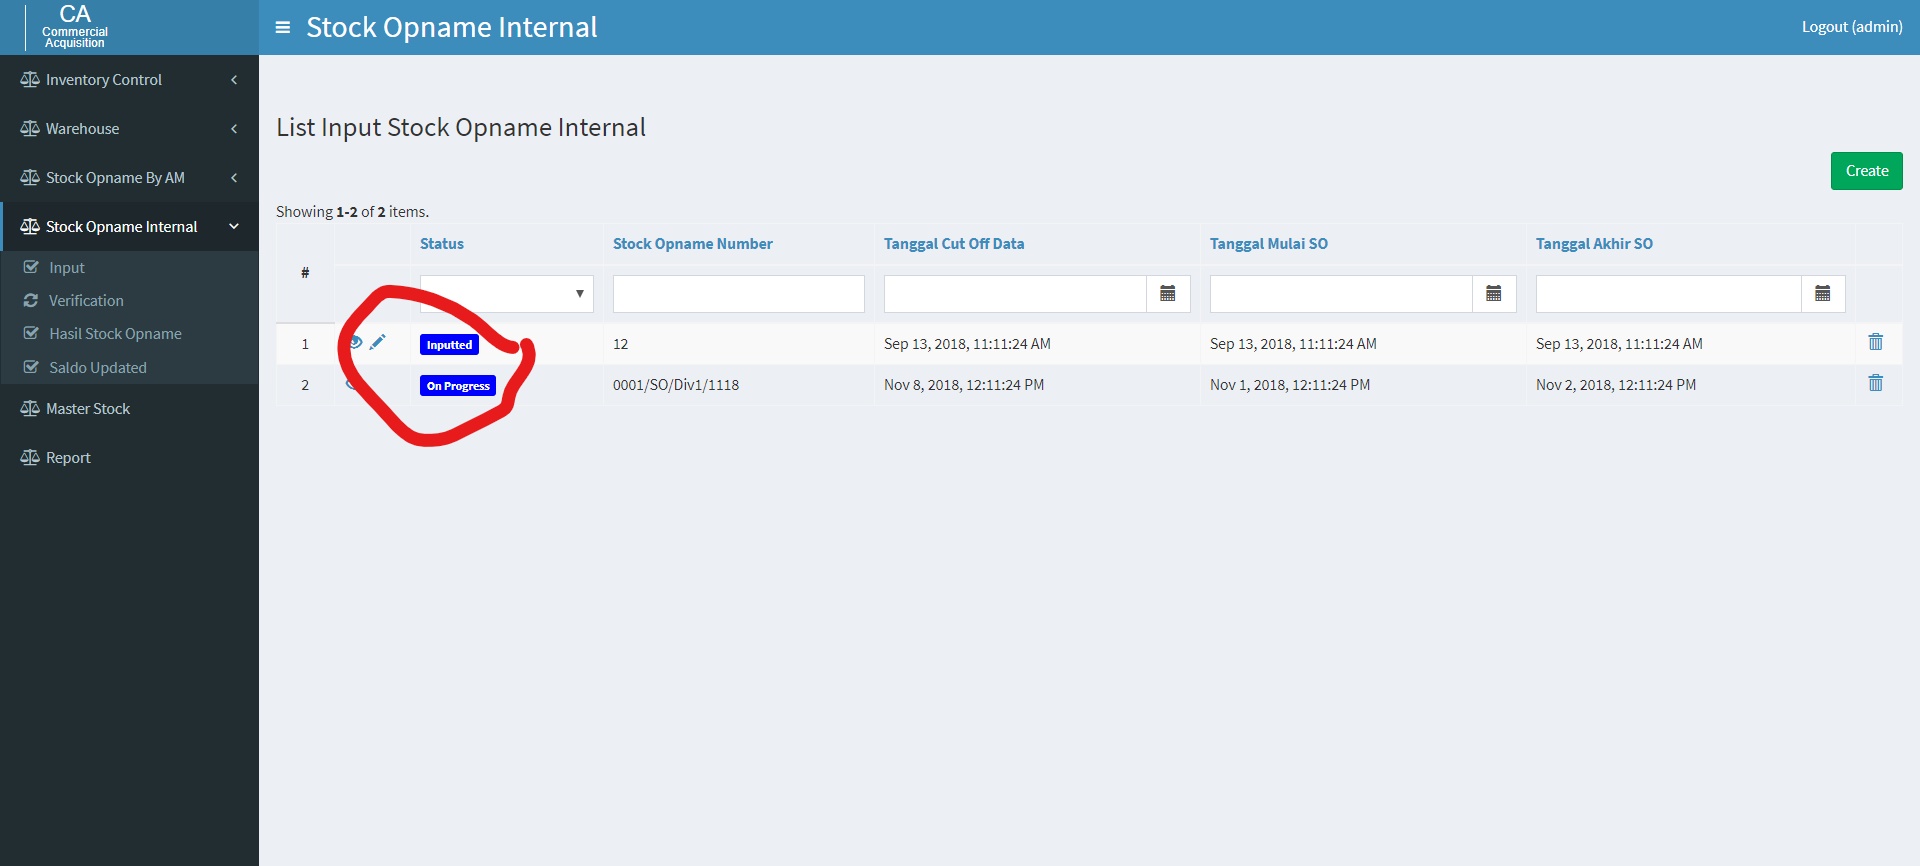 CA
Commercial
Acquisition
Stock Opname Internal
Logout (admin)
Inventory Control
Warehouse
Stock Opname By AM
Stock Opname Internal
Input
Verification
Hasil Stock Opname
Saldo Updated
Master Stock
Report
List Input Stock Opname Internal
Create
Showing 1-2 of 2 items.
# Status Stock Opname Number Tanggal Cut Off Data Tanggal Mulai SO Tanggal Akhir SO
1 Inputted 12 Sep 13, 2018, 11:11:24 AM Sep 13, 2018, 11:11:24 AM Sep 13, 2018, 11:11:24 AM
2 On Progress 0001/SO/Div1/1118 Nov 8, 2018, 12:11:24 PM Nov 1, 2018, 12:11:24 PM Nov 2, 2018, 12:11:24 PM